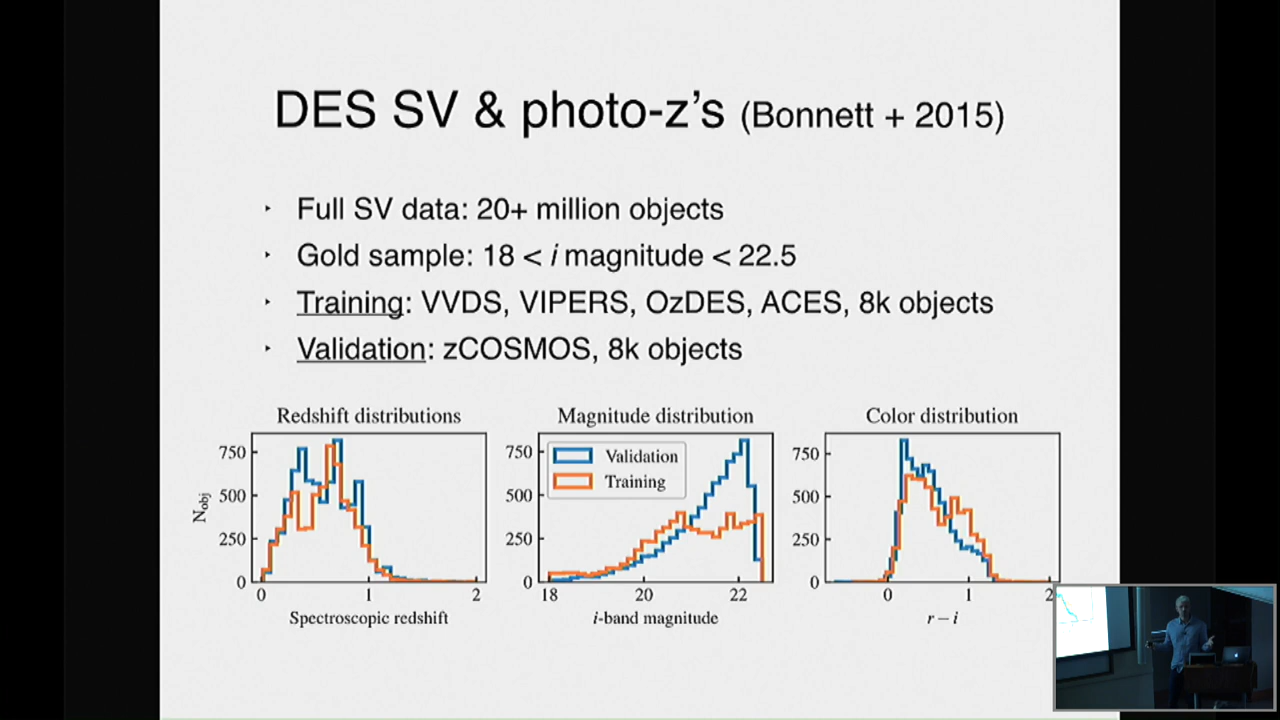 DES SV & photo-z's (Bonnett + 2015)
‣ Full SV data: 20+ million objects
‣ Gold sample: 18 < i magnitude < 22.5
‣ Training: VVDS, VIPERS, OzDES, ACES, 8k objects
‣ Validation: zCOSMOS, 8k objects
Redshift distributions
750
500
250
0
Nobj
0 1 2
Spectroscopic redshift
Magnitude distribution
Validation
Training
750
500
250
0
18 20 22
i-band magnitude
Color distribution
750
500
250
0
0 1 2
r − i